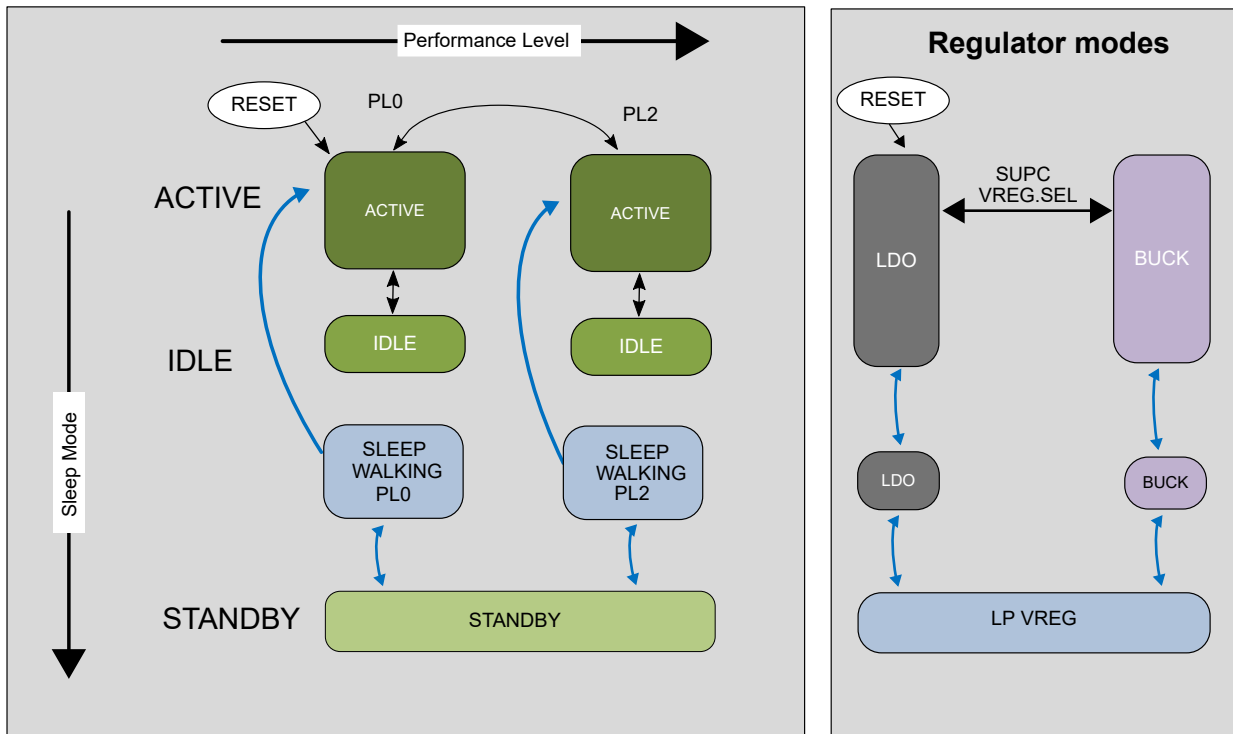 Performance Level
RESET
PL0
PL2
ACTIVE
ACTIVE
ACTIVE
IDLE
IDLE
IDLE
Sleep Mode
SLEEP
WALKING
PL0
SLEEP
WALKING
PL2
STANDBY
STANDBY
Regulator modes
RESET
SUPC
VREG.SEL
LDO
BUCK
LDO
BUCK
LP VREG